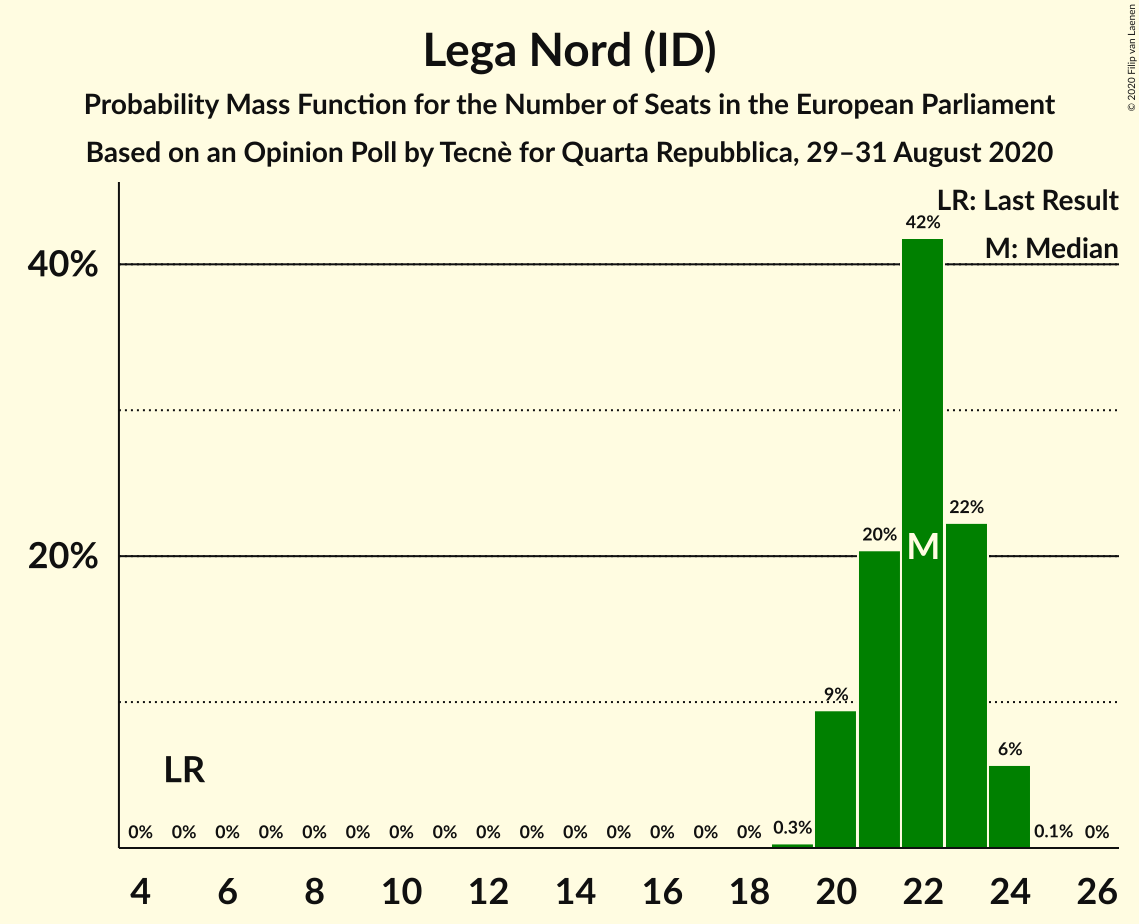 Lega Nord (ID)
Probability Mass Function for the Number of Seats in the European Parliament
Based on an Opinion Poll by Tecnè for Quarta Repubblica, 29–31 August 2020
© 2020 Filip van Laenen
LR: Last Result
M: Median
40%
20%
42%
22%
20%
M
9%
6%
LR
0% 0% 0% 0% 0% 0% 0% 0% 0% 0% 0% 0% 0% 0% 0% 0.3% 0.1% 0%
4 6 8 10 12 14 16 18 20 22 24 26